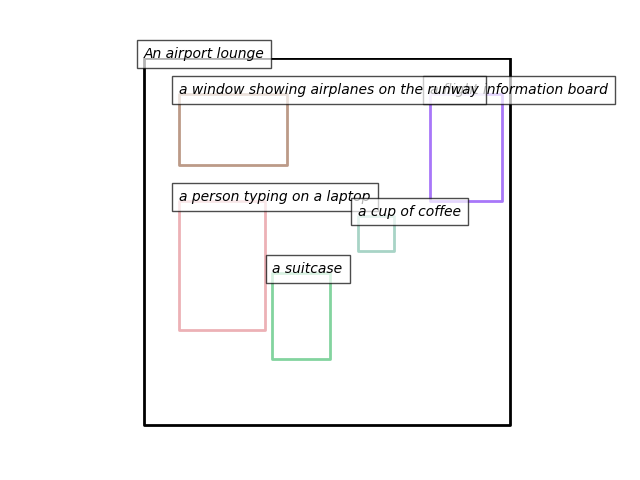 An airport lounge
a window showing airplanes on the runway
a flight information board
a person typing on a laptop
a cup of coffee
a suitcase